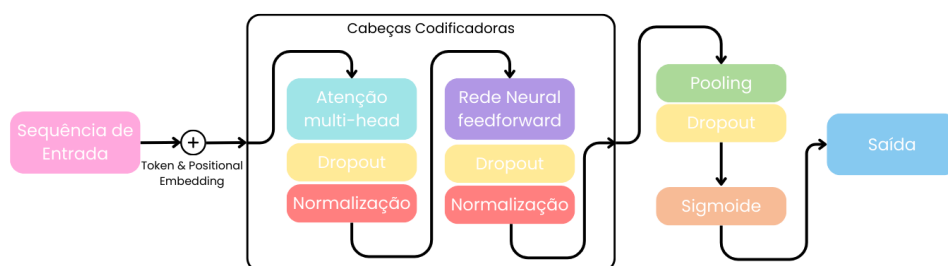 Cabeças Codificadoras
Sequência de
Entrada
Token & Positional
Embedding
Atenção
multi-head
Dropout
Normalização
Rede Neural
feedforward
Dropout
Normalização
Pooling
Dropout
Sigmoide
Saída